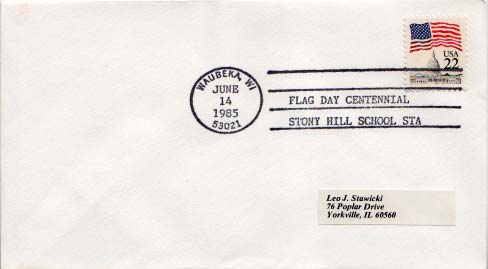 USA
22
WAUBEKA, WI
JUNE
14
1985
53021
FLAG DAY CENTENNIAL
STONY HILL SCHOOL STA
Leo J. Stawicki
76 Poplar Drive
Yorkville, IL 60560